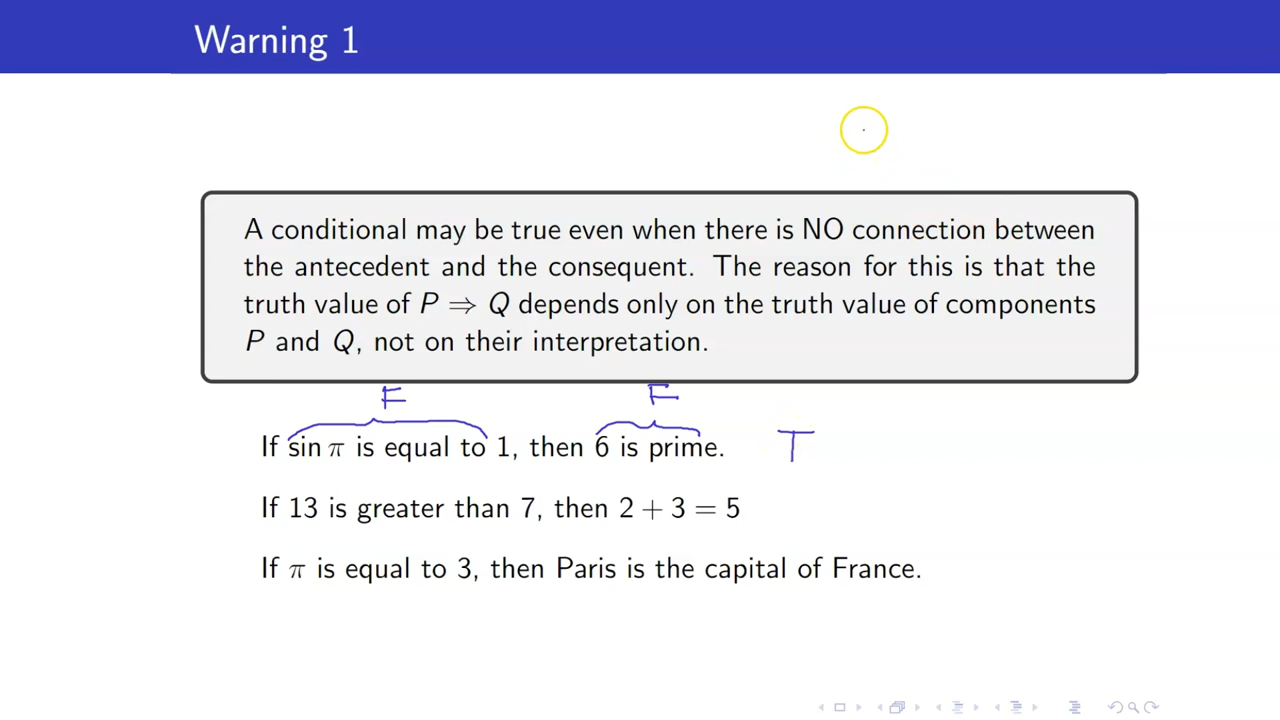 Warning 1
A conditional may be true even when there is NO connection between
the antecedent and the consequent. The reason for this is that the
truth value of P ⇒ Q depends only on the truth value of components
P and Q, not on their interpretation.
F F
If sin π is equal to 1, then 6 is prime. T
If 13 is greater than 7, then 2 + 3 = 5
If π is equal to 3, then Paris is the capital of France.